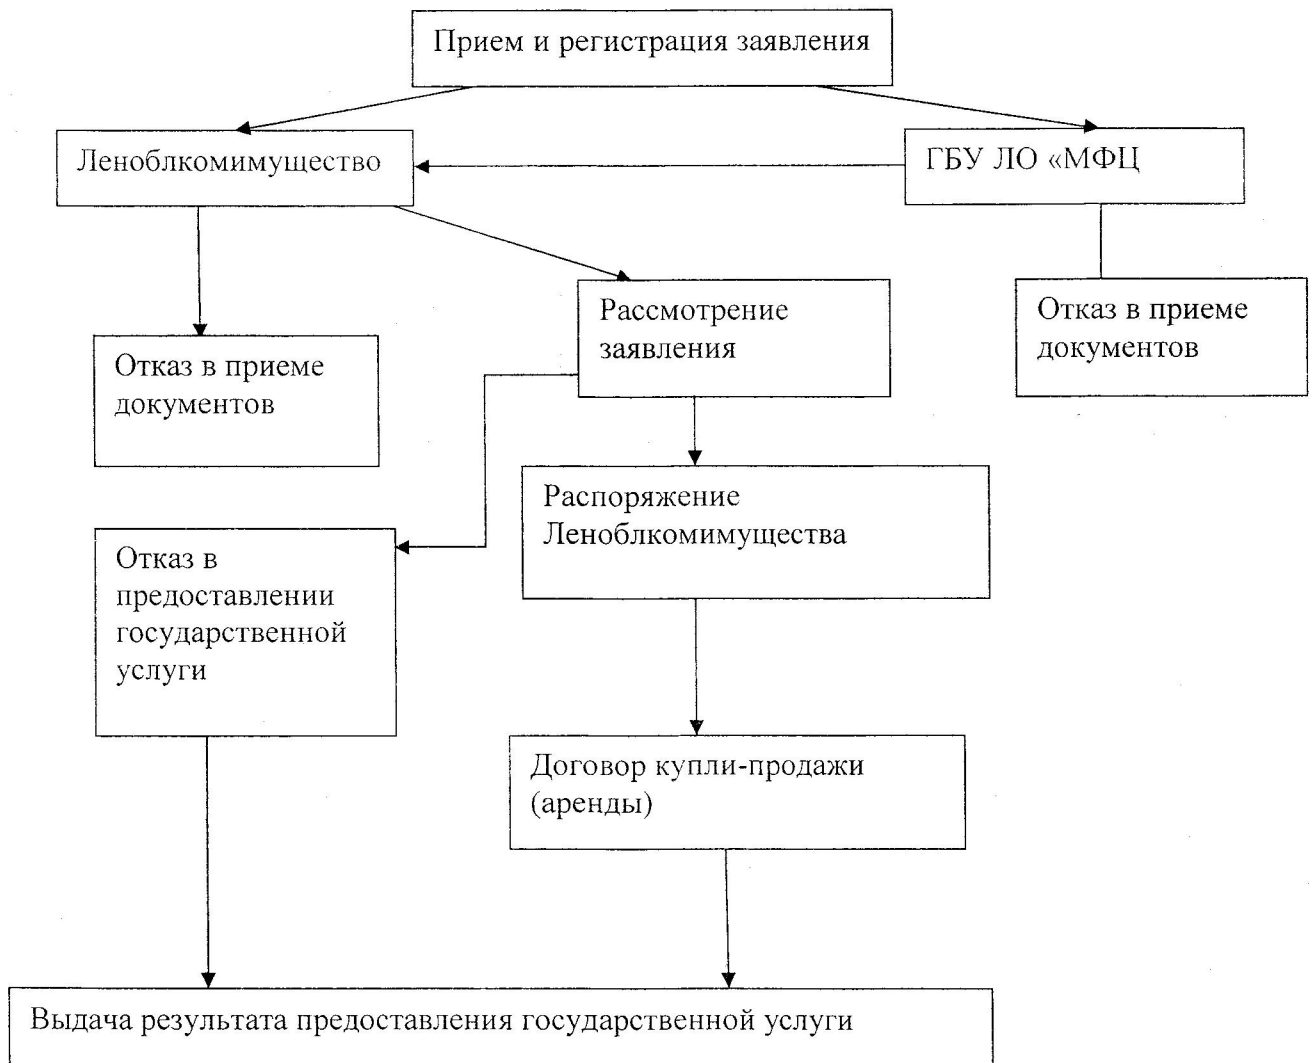 Прием и регистрация заявления
Леноблкомимущество
ГБУ ЛО «МФЦ
Рассмотрение
заявления
Отказ в приеме
документов
Отказ в приеме
документов
Распоряжение
Леноблкомимущества
Отказ в
предоставлении
государственной
услуги
Договор купли-продажи
(аренды)
Выдача результата предоставления государственной услуги